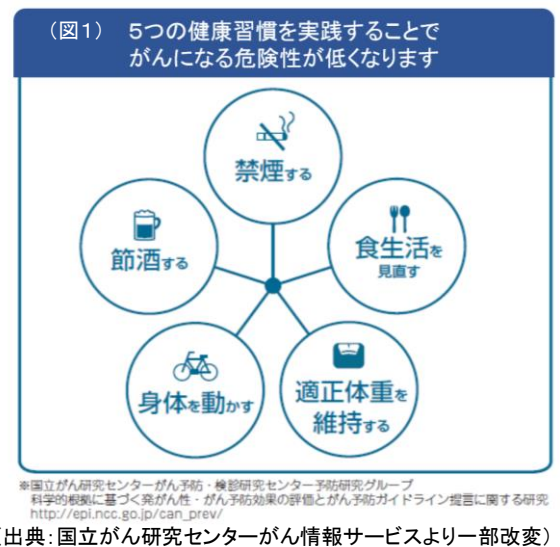 (図1) 5つの健康習慣を実践することで
がんになる危険性が低くなります
禁煙する
食生活を
見直す
適正体重を
維持する
身体を動かす
節酒する
※国立がん研究センターがん予防・検診研究センター予防研究グループ
科学的根拠に基づく発がん性・がん予防効果の評価とがん予防ガイドライン提言に関する研究
http://epi.ncc.go.jp/can_prev/
(出典:国立がん研究センターがん情報サービスより一部改変)